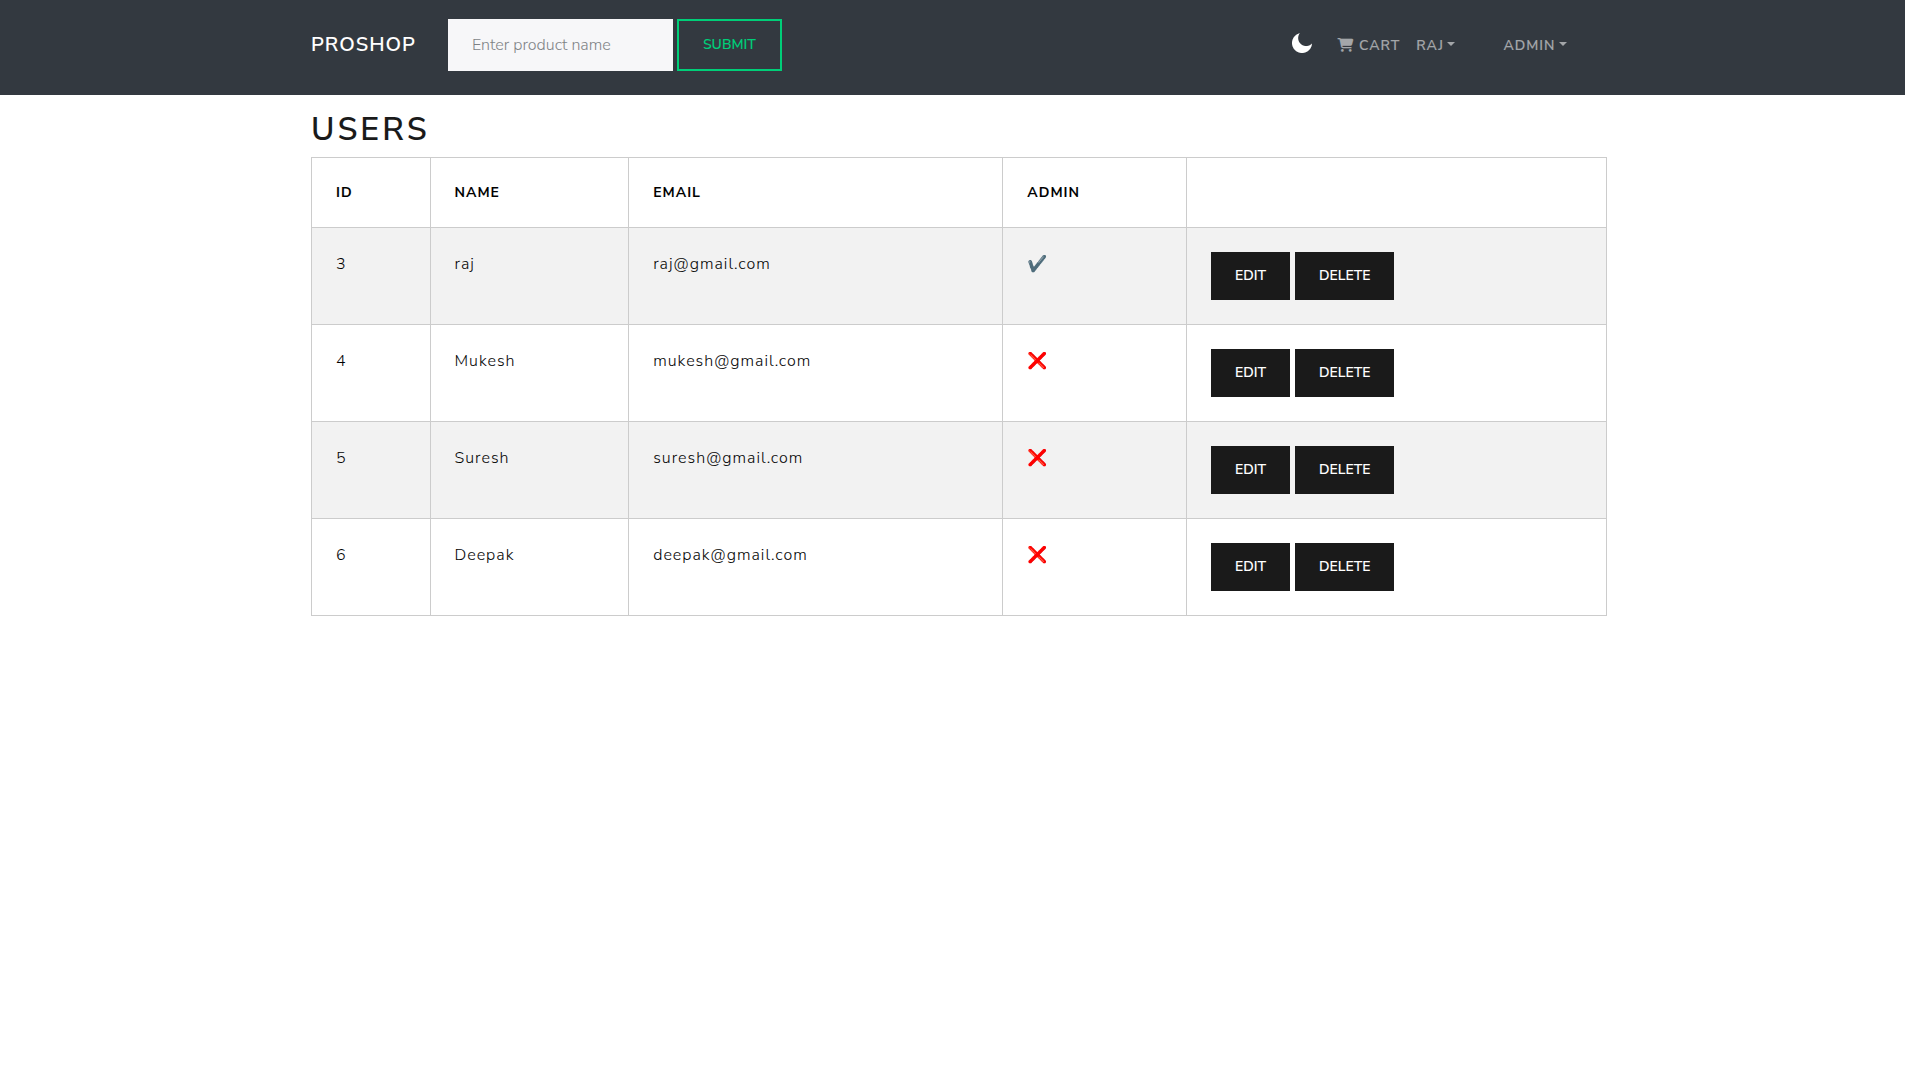 PROSHOP Enter product name SUBMIT CART RAJ ADMIN
USERS
ID NAME EMAIL ADMIN
3 raj raj@gmail.com ✔️ EDIT DELETE
4 Mukesh mukesh@gmail.com ❌ EDIT DELETE
5 Suresh suresh@gmail.com ❌ EDIT DELETE
6 Deepak deepak@gmail.com ❌ EDIT DELETE